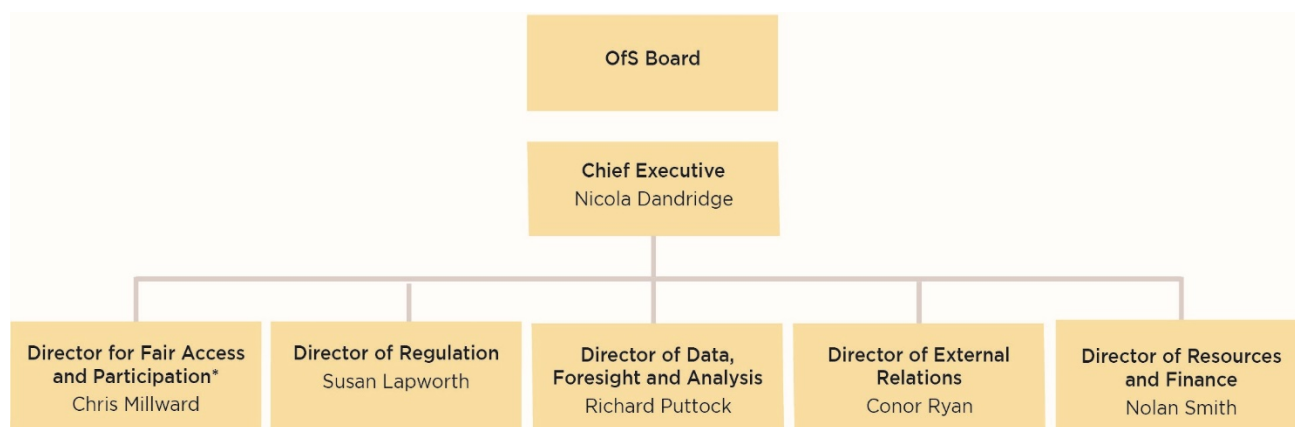 OfS Board
Chief Executive
Nicola Dandridge
Director for Fair Access
and Participation*
Chris Millward
Director of Regulation
Susan Lapworth
Director of Data,
Foresight and Analysis
Richard Puttock
Director of External
Relations
Conor Ryan
Director of Resources
and Finance
Nolan Smith